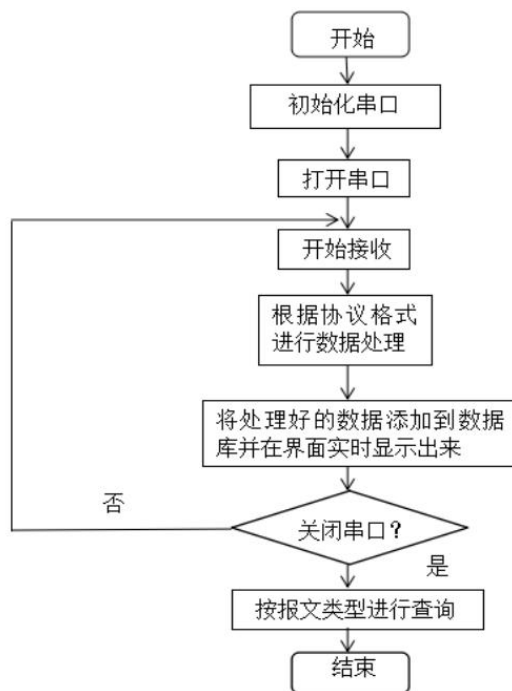 开始
初始化串口
打开串口
开始接收
根据协议格式
进行数据处理
将处理好的数据添加到数据
库并在界面实时显示出来
否
关闭串口？
是
按报文类型进行查询
结束